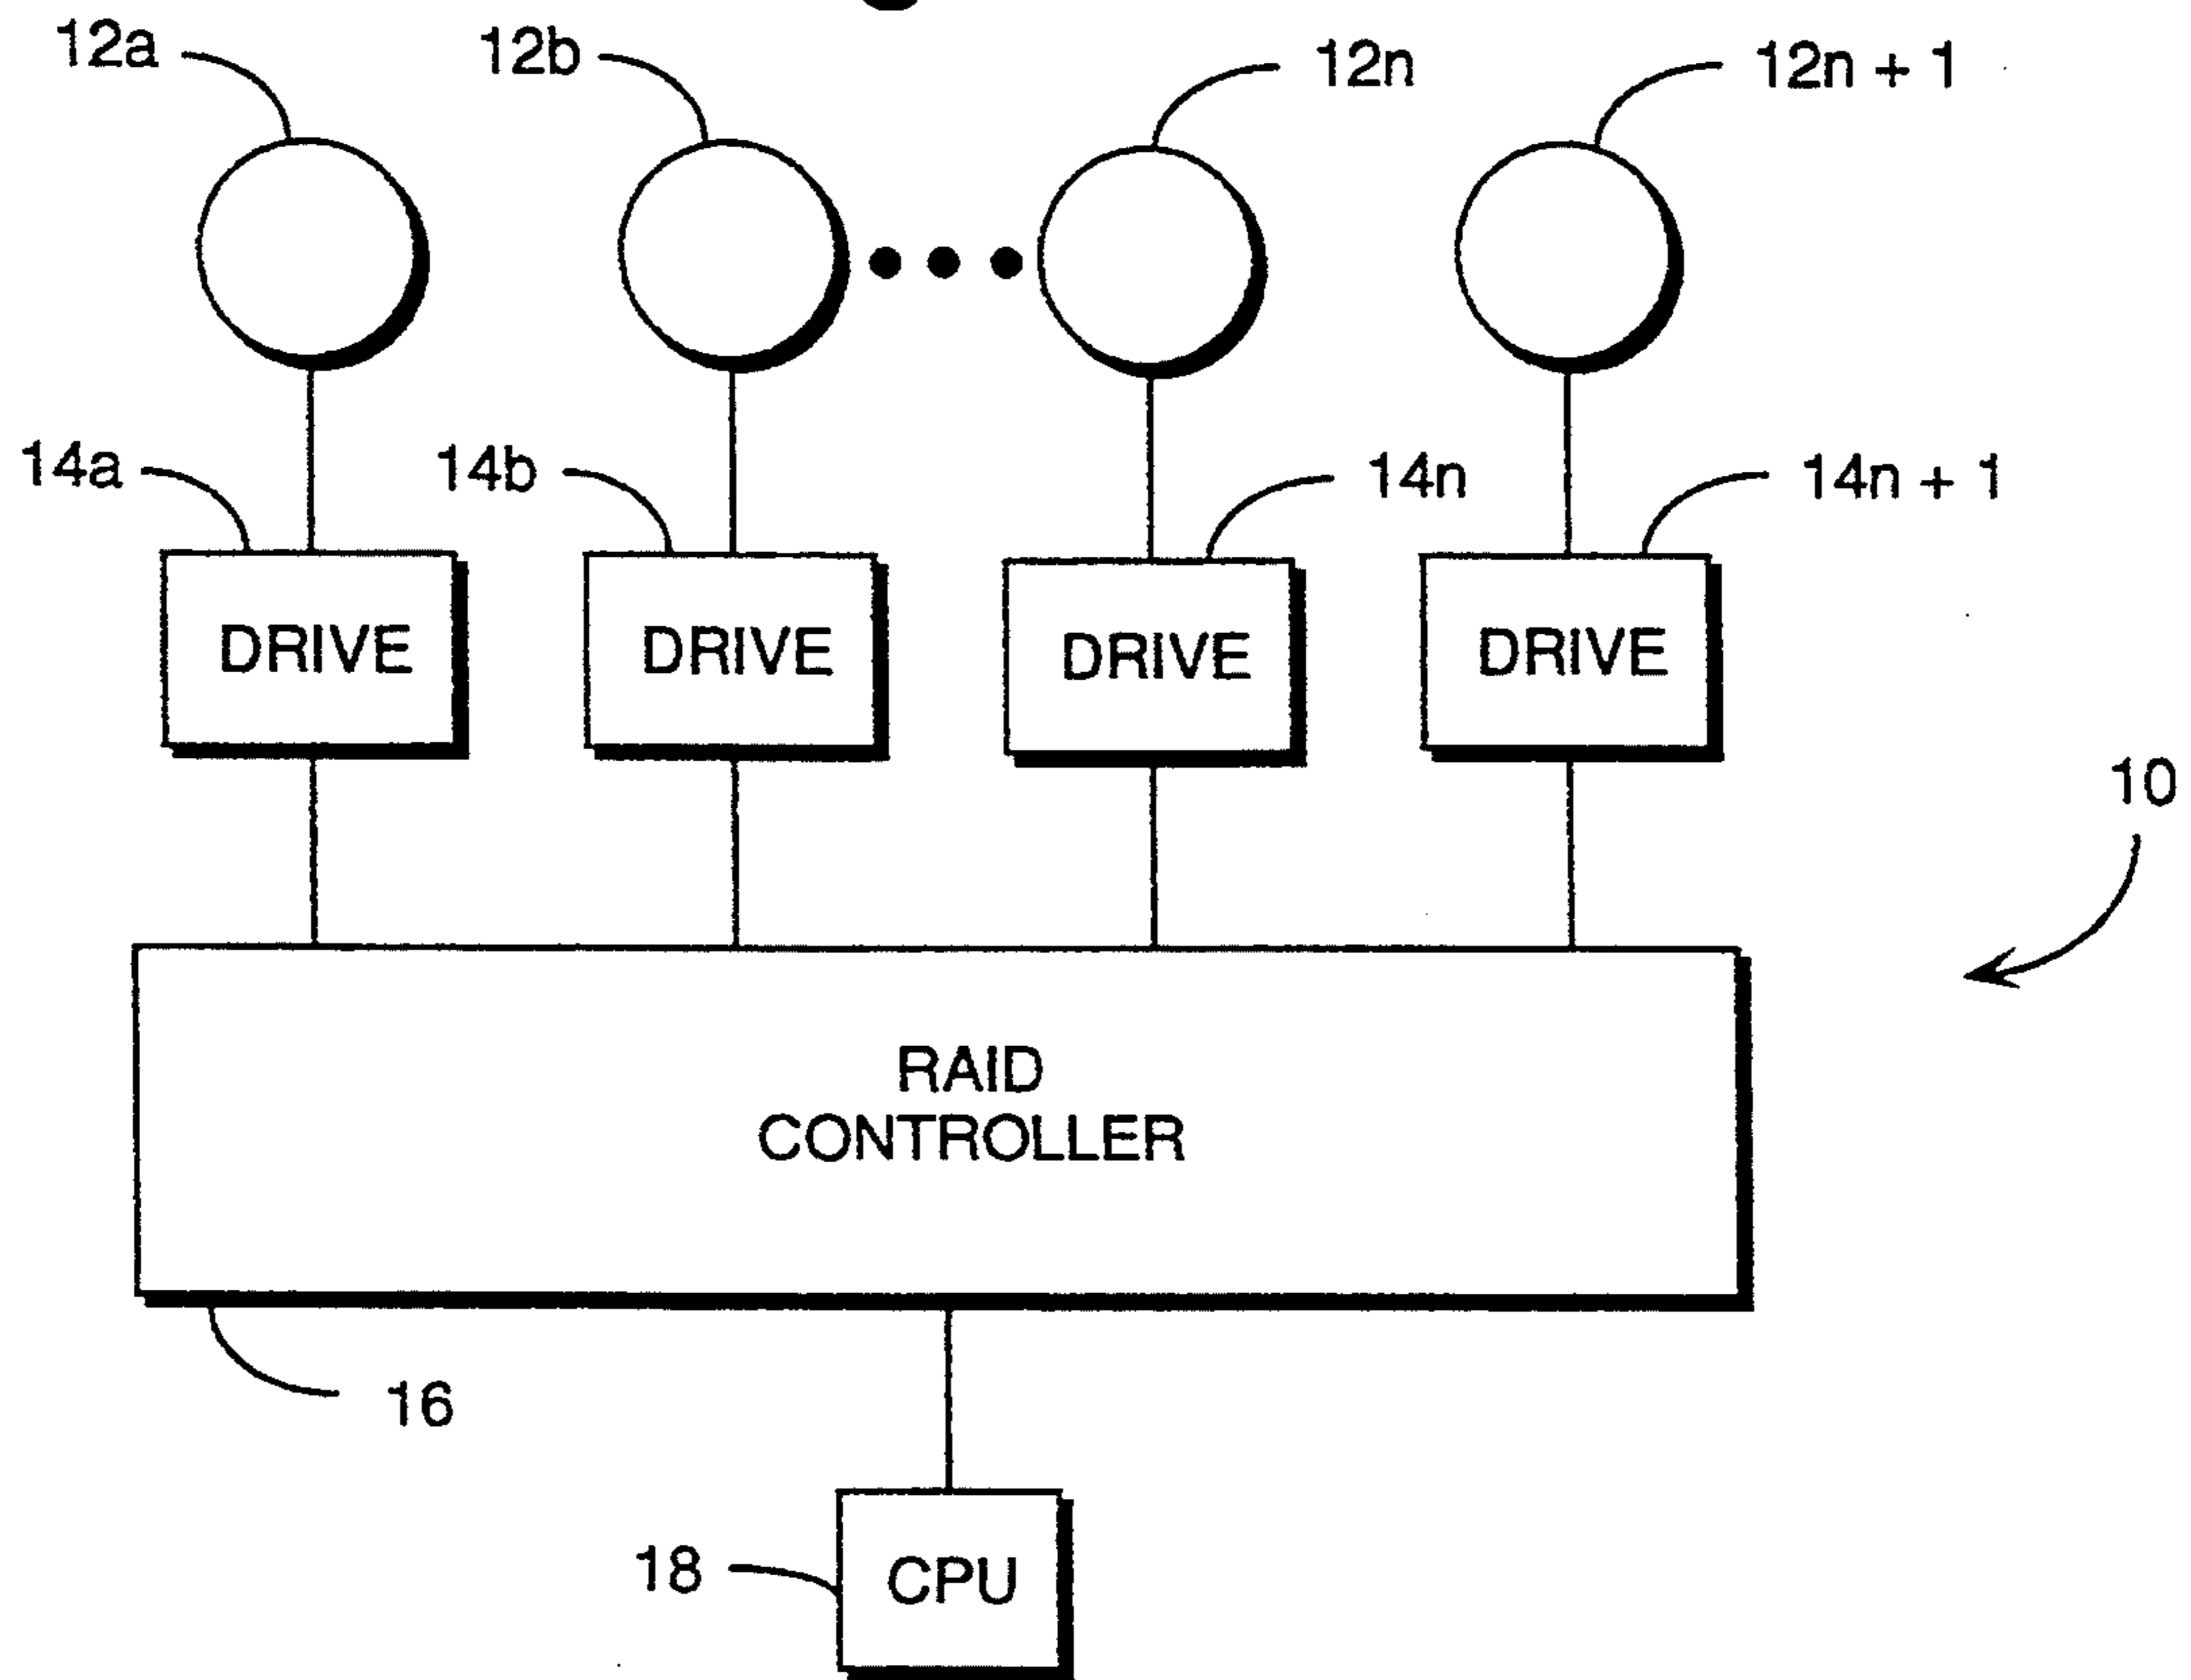 12a
12b
12n
12n + 1
14a
14b
14n
14n + 1
DRIVE
DRIVE
DRIVE
DRIVE
10
RAID
CONTROLLER
16
18
CPU